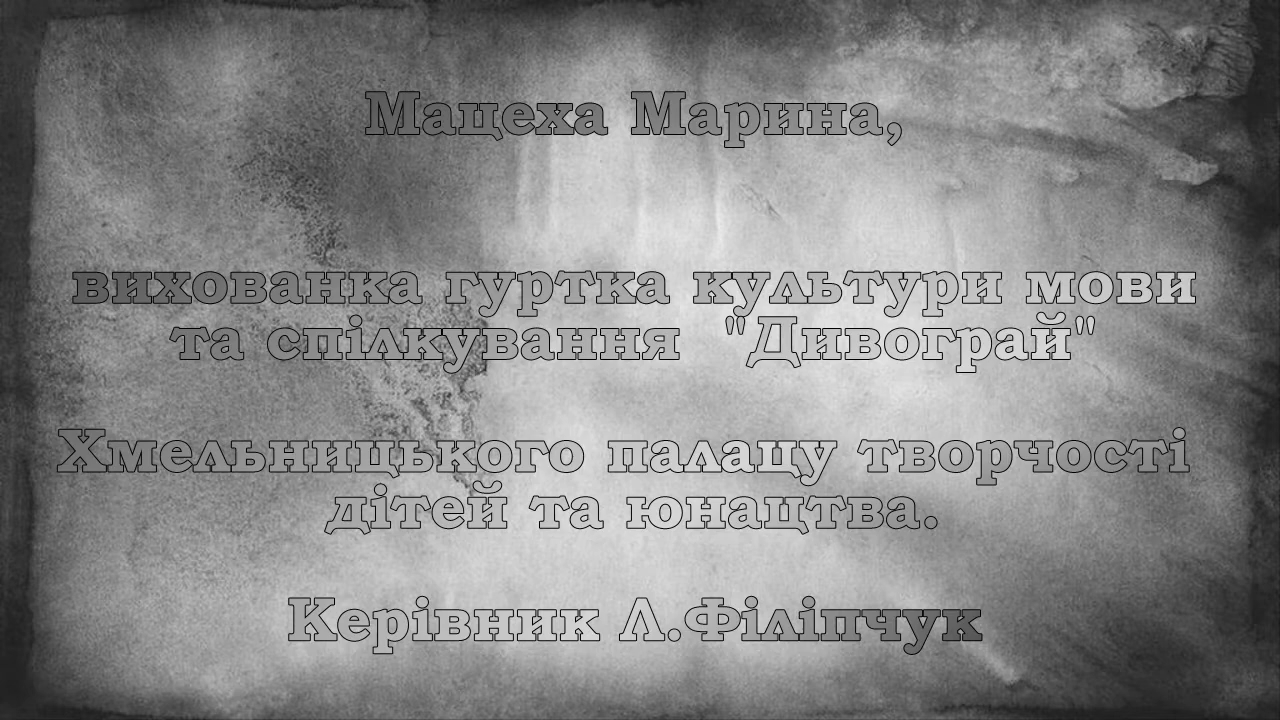 Мацеха Марина,
вихованка гуртка культури мови
та спілкування "Дивограй"
Хмельницького палацу творчості
дітей та юнацтва.
Керівник Л.Філіпчук